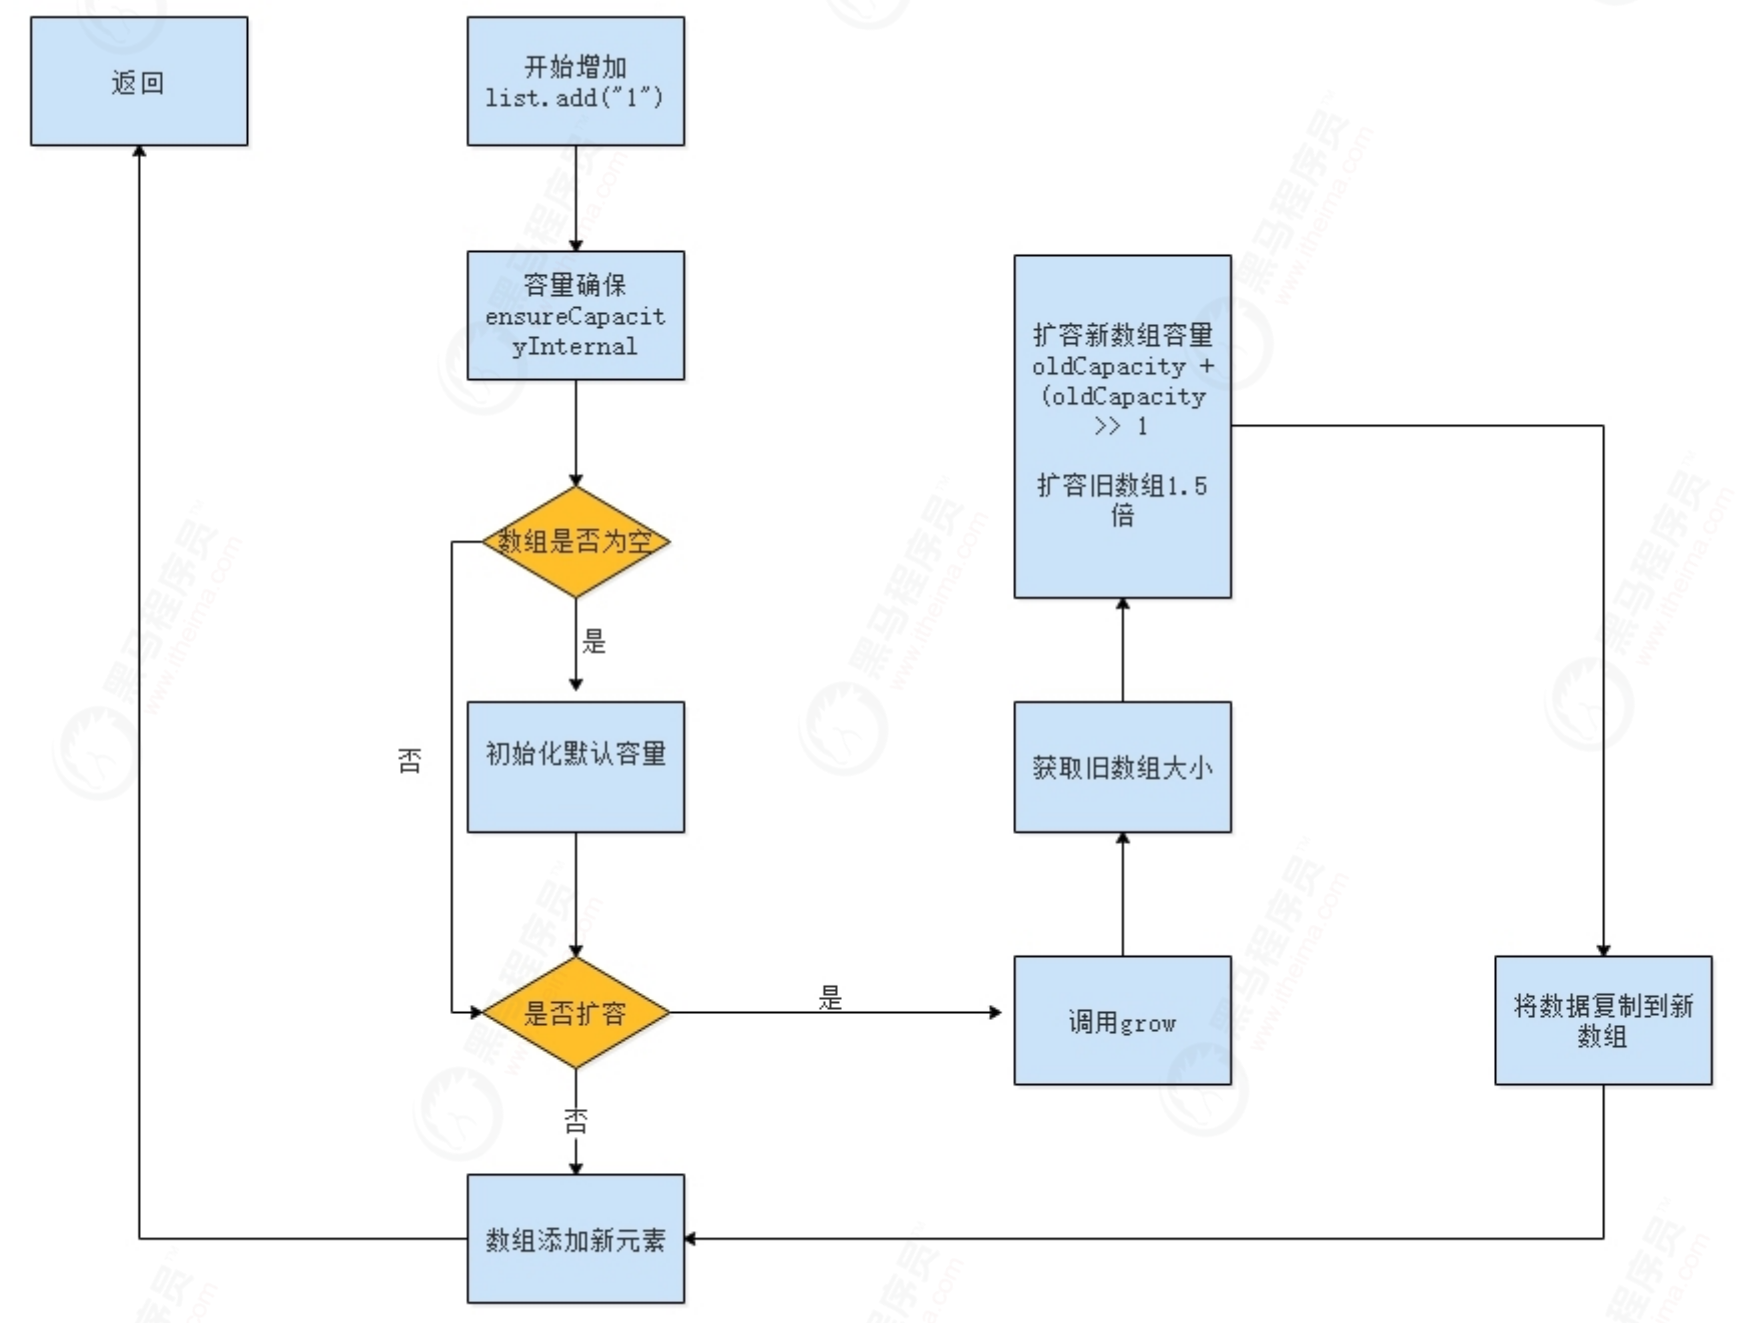 返回
开始增加
list.add("1")
容量确保
ensureCapacit
yInternal
数组是否为空
是
否
初始化默认容量
是否扩容
是
否
调用grow
获取旧数组大小
扩容新数组容量
oldCapacity +
(oldCapacity
>> 1
扩容旧数组1.5
倍
将数据复制到新
数组
数组添加新元素
黑马程序员™
www.itheima.com